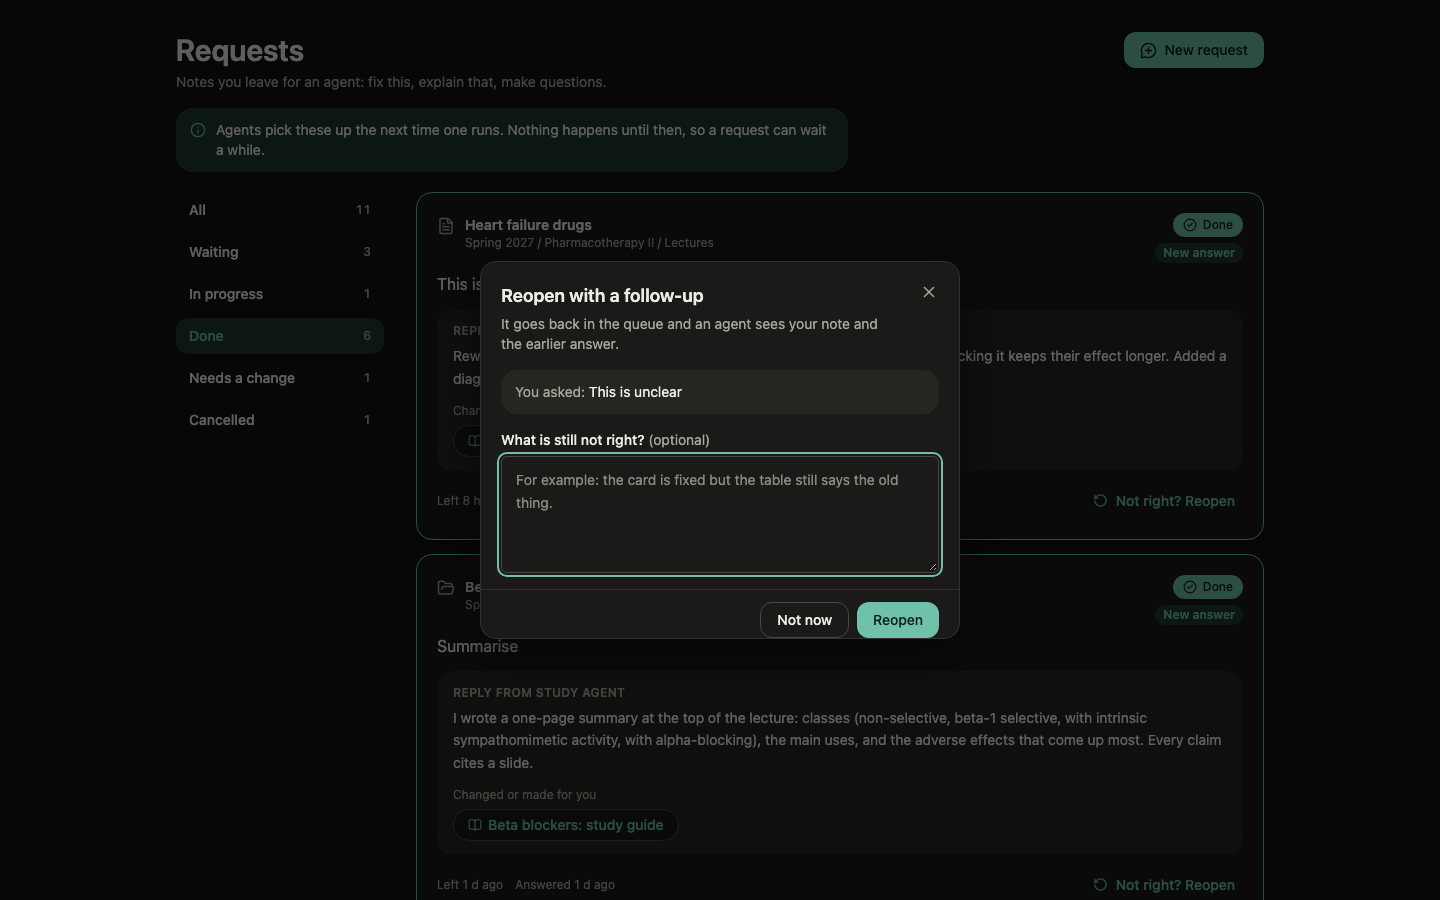 Requests
New request
Notes you leave for an agent: fix this, explain that, make questions.
Agents pick these up the next time one runs. Nothing happens until then, so a request can wait
a while.
All 11
Waiting 3
In progress 1
Done 6
Needs a change 1
Cancelled 1
Heart failure drugs
Done
Spring 2027 / Pharmacotherapy II / Lectures
New answer
This is
Reopen with a follow-up
It goes back in the queue and an agent sees your note and
the earlier answer.
You asked: This is unclear
What is still not right? (optional)
For example: the card is fixed but the table still says the old
thing.
Not now
Reopen
cking it keeps their effect longer. Added a
Left 8 h
Not right? Reopen
Done
New answer
Summarise
REPLY FROM STUDY AGENT
I wrote a one-page summary at the top of the lecture: classes (non-selective, beta-1 selective, with intrinsic
sympathomimetic activity, with alpha-blocking), the main uses, and the adverse effects that come up most. Every claim
cites a slide.
Changed or made for you
Beta blockers: study guide
Left 1 d ago Answered 1 d ago
Not right? Reopen